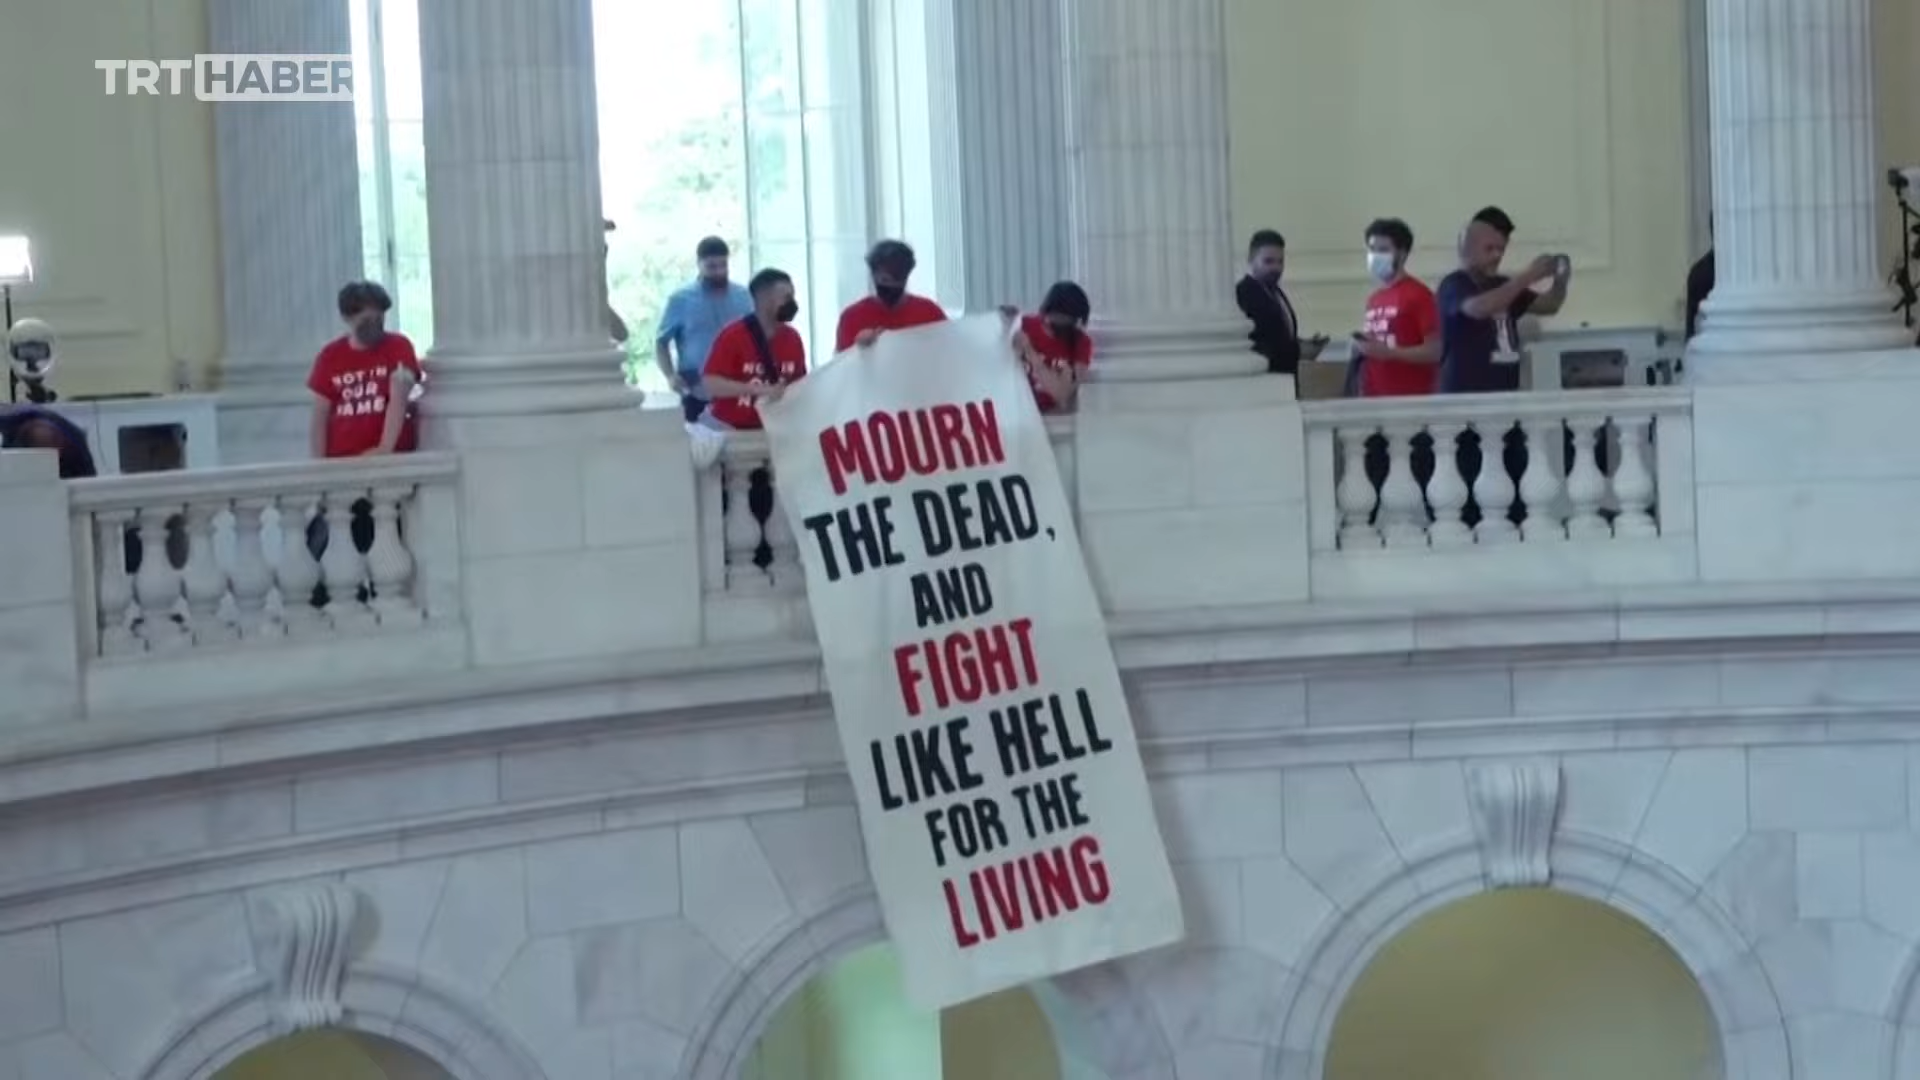 TRT HABER
NOT IN
OUR
NAME
MOURN
THE DEAD,
AND
FIGHT
LIKE HELL
FOR THE
LIVING